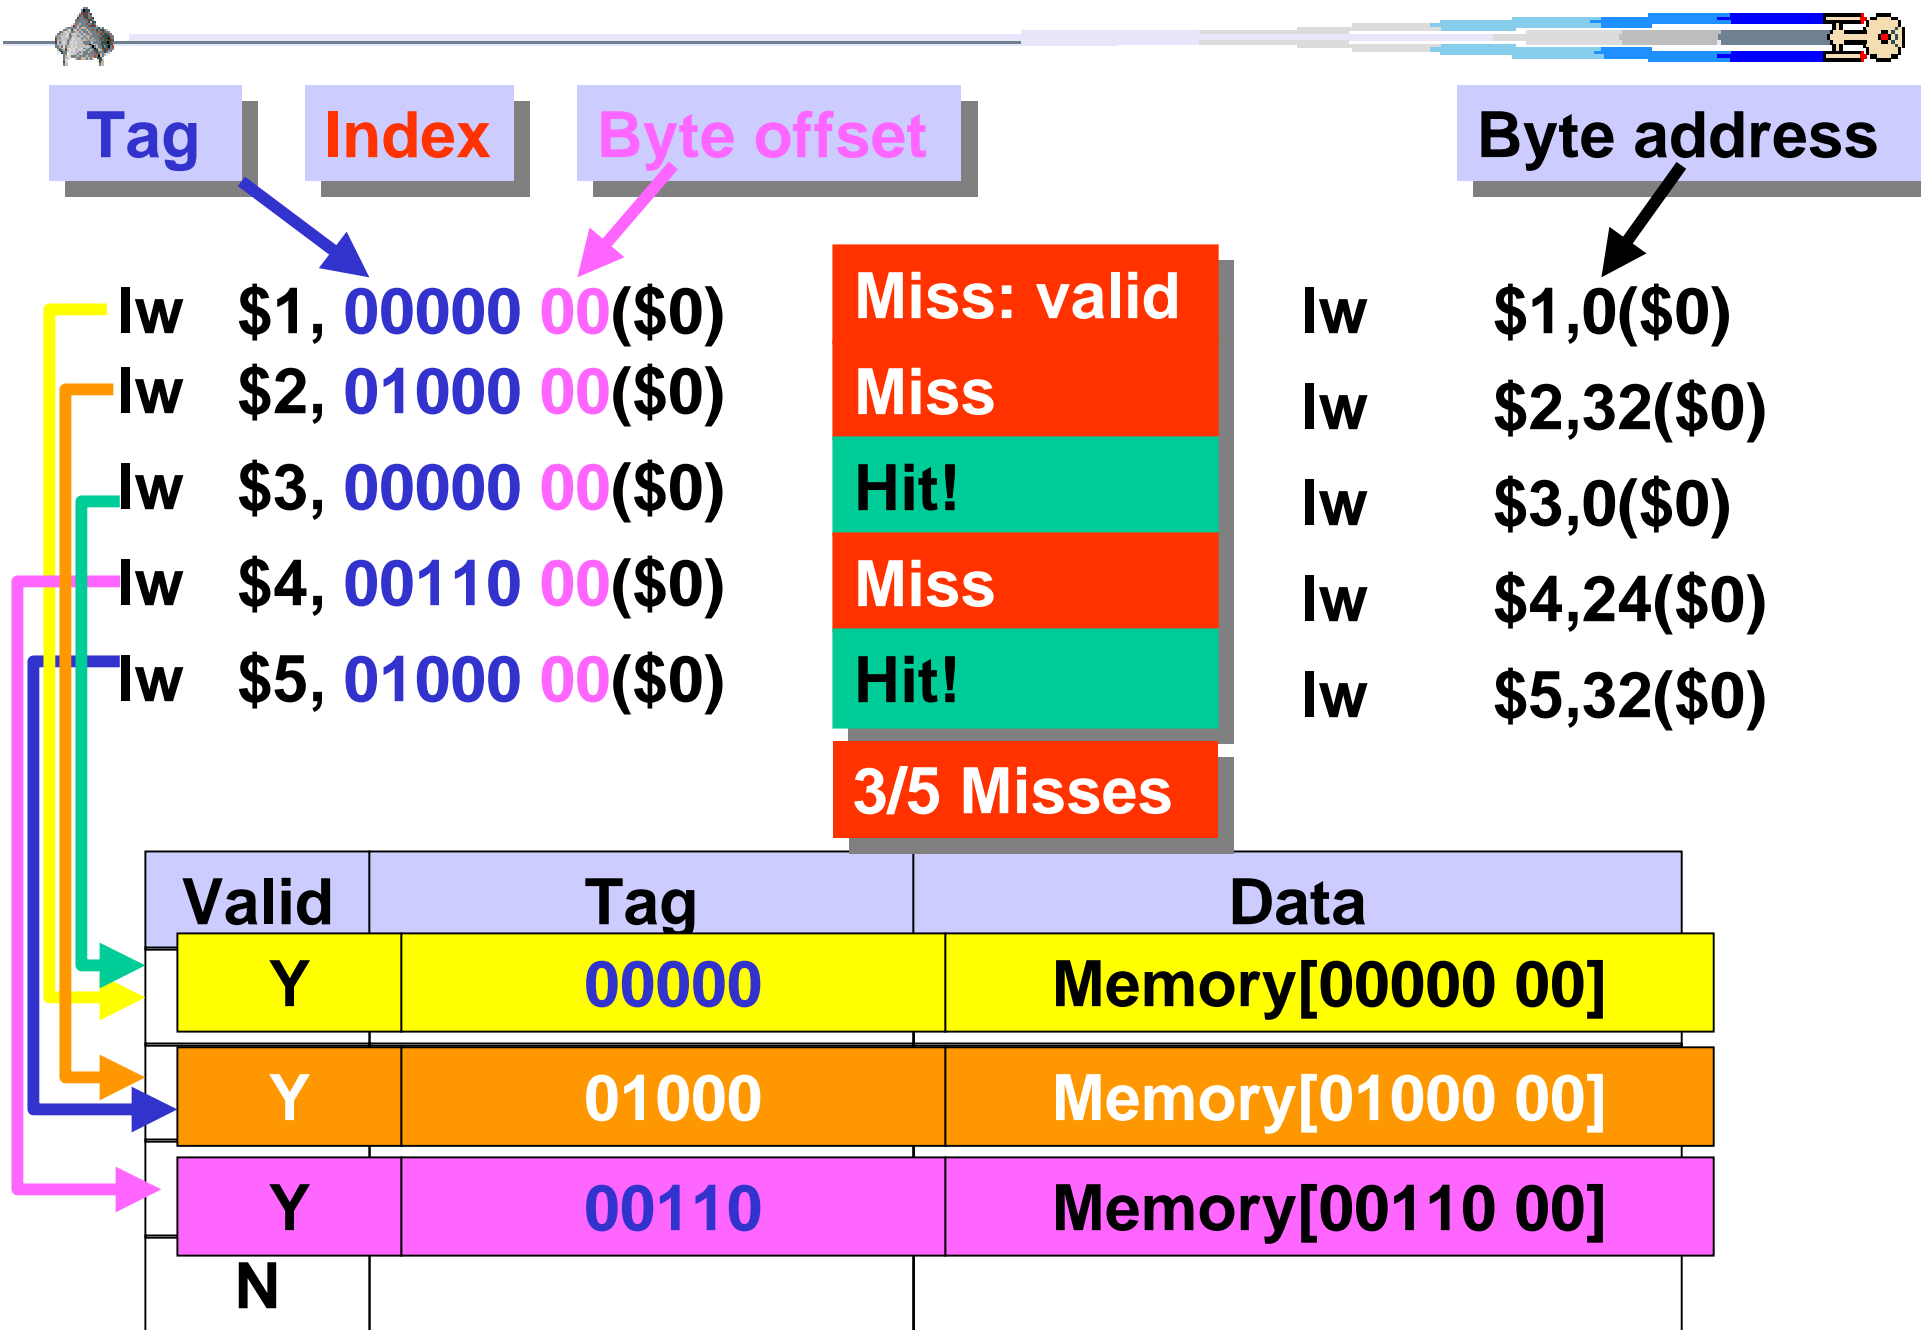 Tag Index Byte offset Byte address
lw $1, 00000 00($0) Miss: valid lw $1,0($0)
lw $2, 01000 00($0) Miss lw $2,32($0)
lw $3, 00000 00($0) Hit! lw $3,0($0)
lw $4, 00110 00($0) Miss lw $4,24($0)
lw $5, 01000 00($0) Hit! lw $5,32($0)
3/5 Misses
Valid Tag Data
Y 00000 Memory[00000 00]
Y 01000 Memory[01000 00]
Y 00110 Memory[00110 00]
N